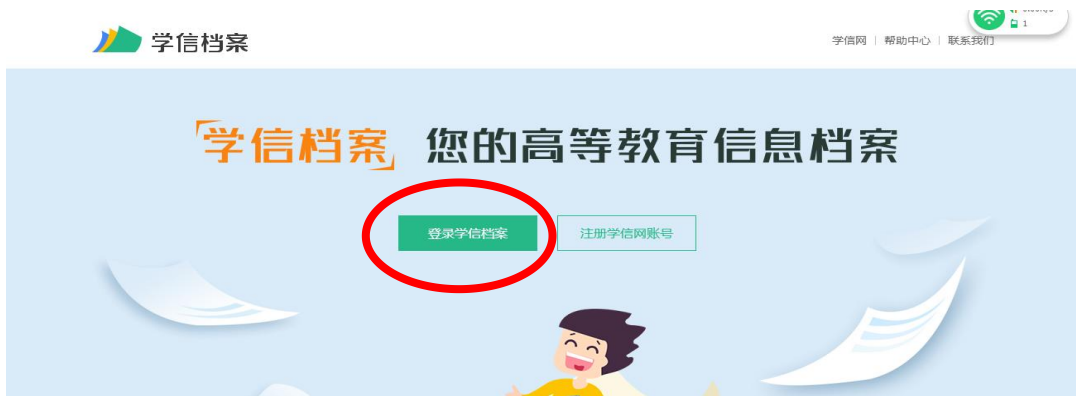 1
学信档案
学信网 | 帮助中心 | 联系我们
「学信档案」 您的高等教育信息档案
登录学信档案
注册学信网账号